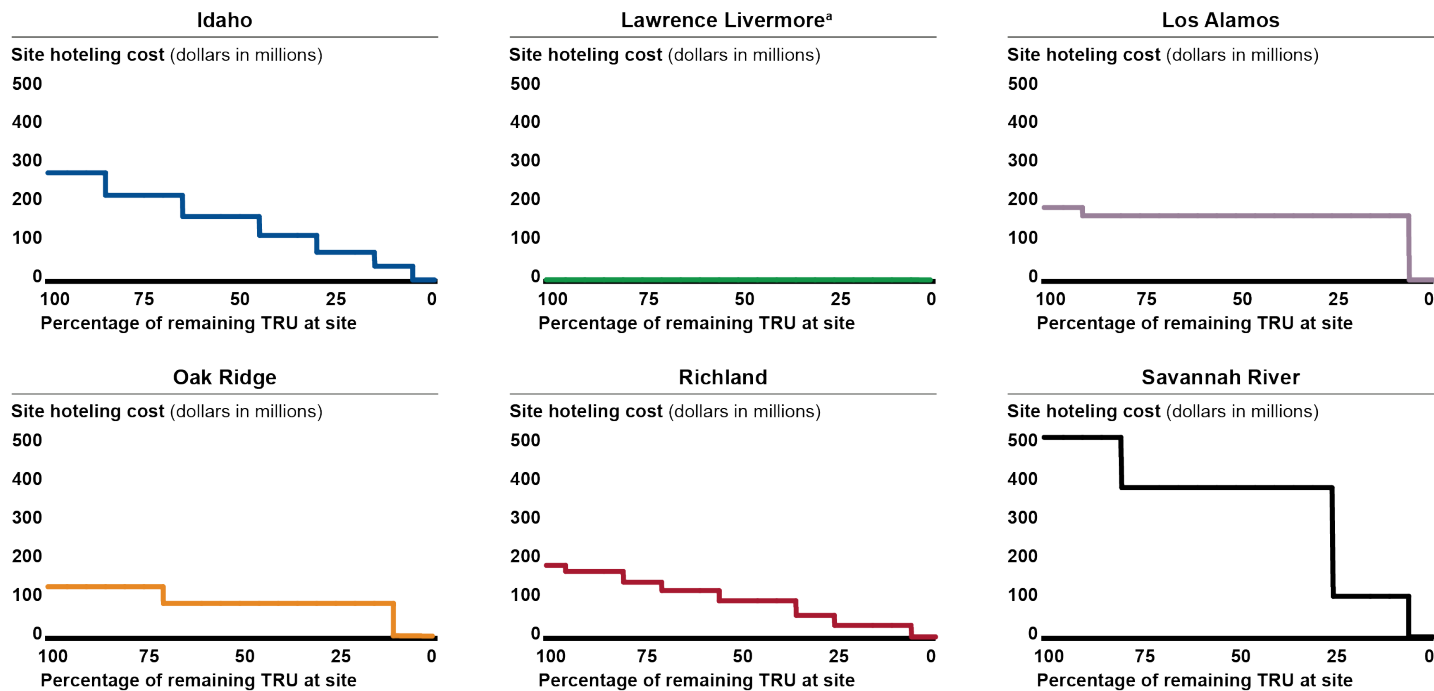 Idaho
Site hoteling cost (dollars in millions)
500
400
300
200
100
0
100 75 50 25 0
Percentage of remaining TRU at site
Lawrence Livermoreᵃ
Site hoteling cost (dollars in millions)
500
400
300
200
100
0
100 75 50 25 0
Percentage of remaining TRU at site
Los Alamos
Site hoteling cost (dollars in millions)
500
400
300
200
100
0
100 75 50 25 0
Percentage of remaining TRU at site
Oak Ridge
Site hoteling cost (dollars in millions)
500
400
300
200
100
0
100 75 50 25 0
Percentage of remaining TRU at site
Richland
Site hoteling cost (dollars in millions)
500
400
300
200
100
0
100 75 50 25 0
Percentage of remaining TRU at site
Savannah River
Site hoteling cost (dollars in millions)
500
400
300
200
100
0
100 75 50 25 0
Percentage of remaining TRU at site